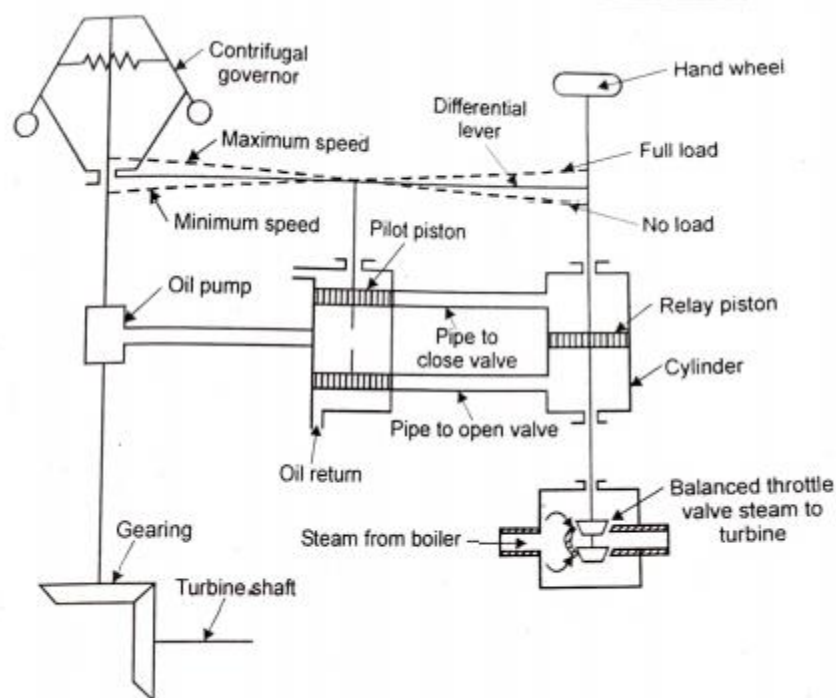 Contrifugal
governor
Hand wheel
Differential
lever
Maximum speed
Full load
Minimum speed
No load
Pilot piston
Oil pump
Relay piston
Pipe to
close valve
Cylinder
Pipe to open valve
Oil return
Balanced throttle
valve steam to
turbine
Steam from boiler
Gearing
Turbine shaft